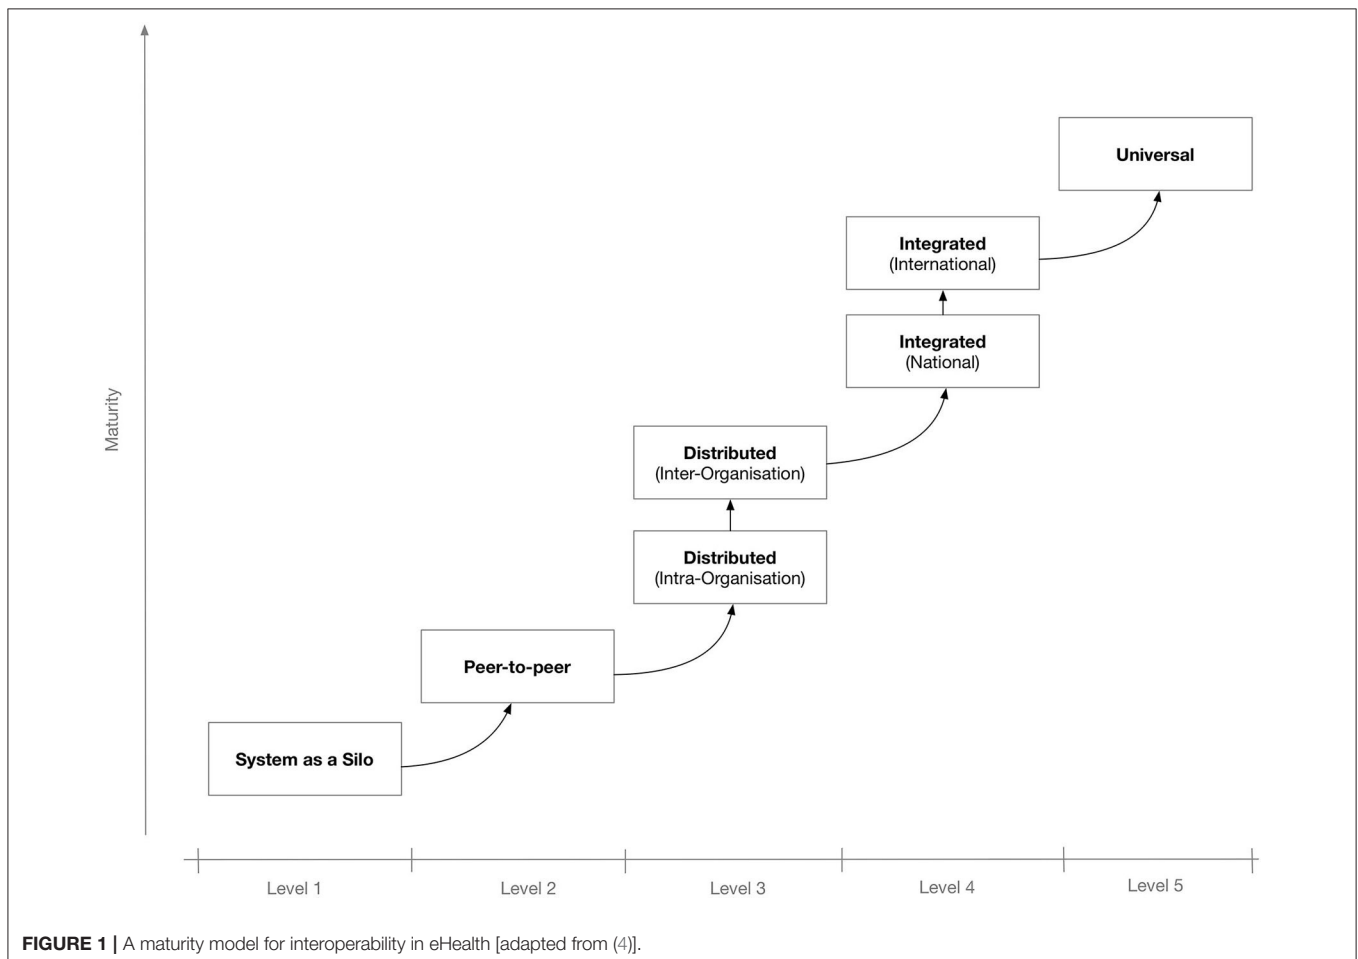 Maturity
Universal
Integrated
(International)
Integrated
(National)
Distributed
(Inter-Organisation)
Distributed
(Intra-Organisation)
Peer-to-peer
System as a Silo
Level 1
Level 2
Level 3
Level 4
Level 5
FIGURE 1 | A maturity model for interoperability in eHealth [adapted from (4)].